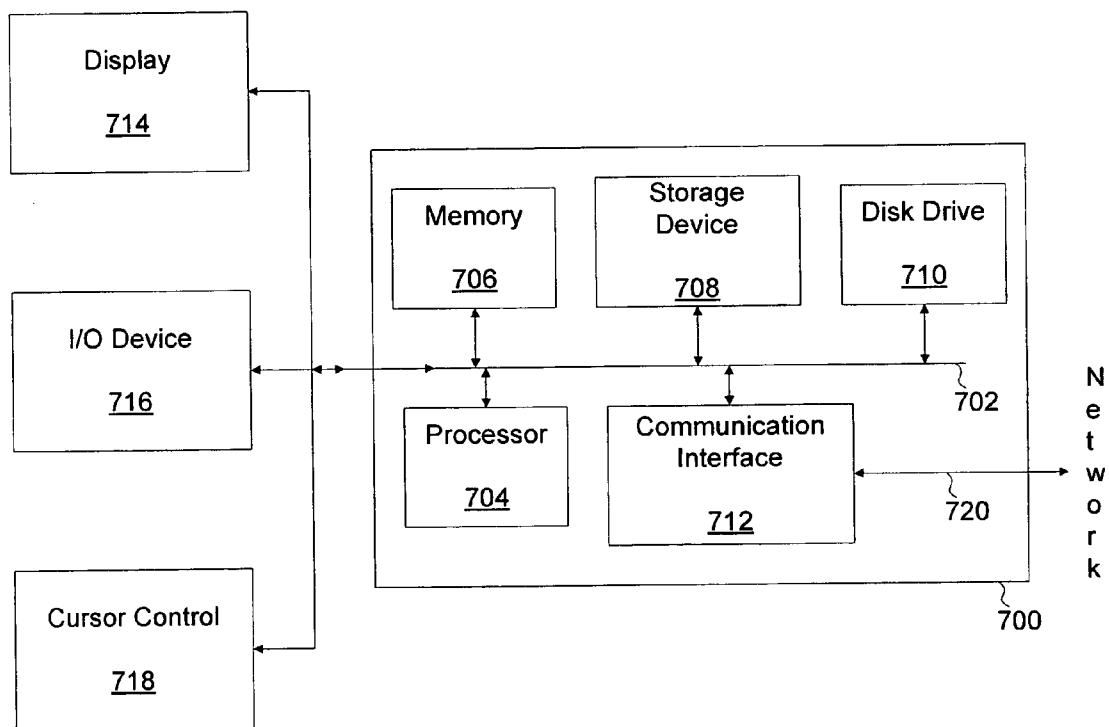 Display
714
I/O Device
716
Cursor Control
718
Memory
706
Storage
Device
708
Disk Drive
710
702
Processor
704
Communication
Interface
712
720
700
Network